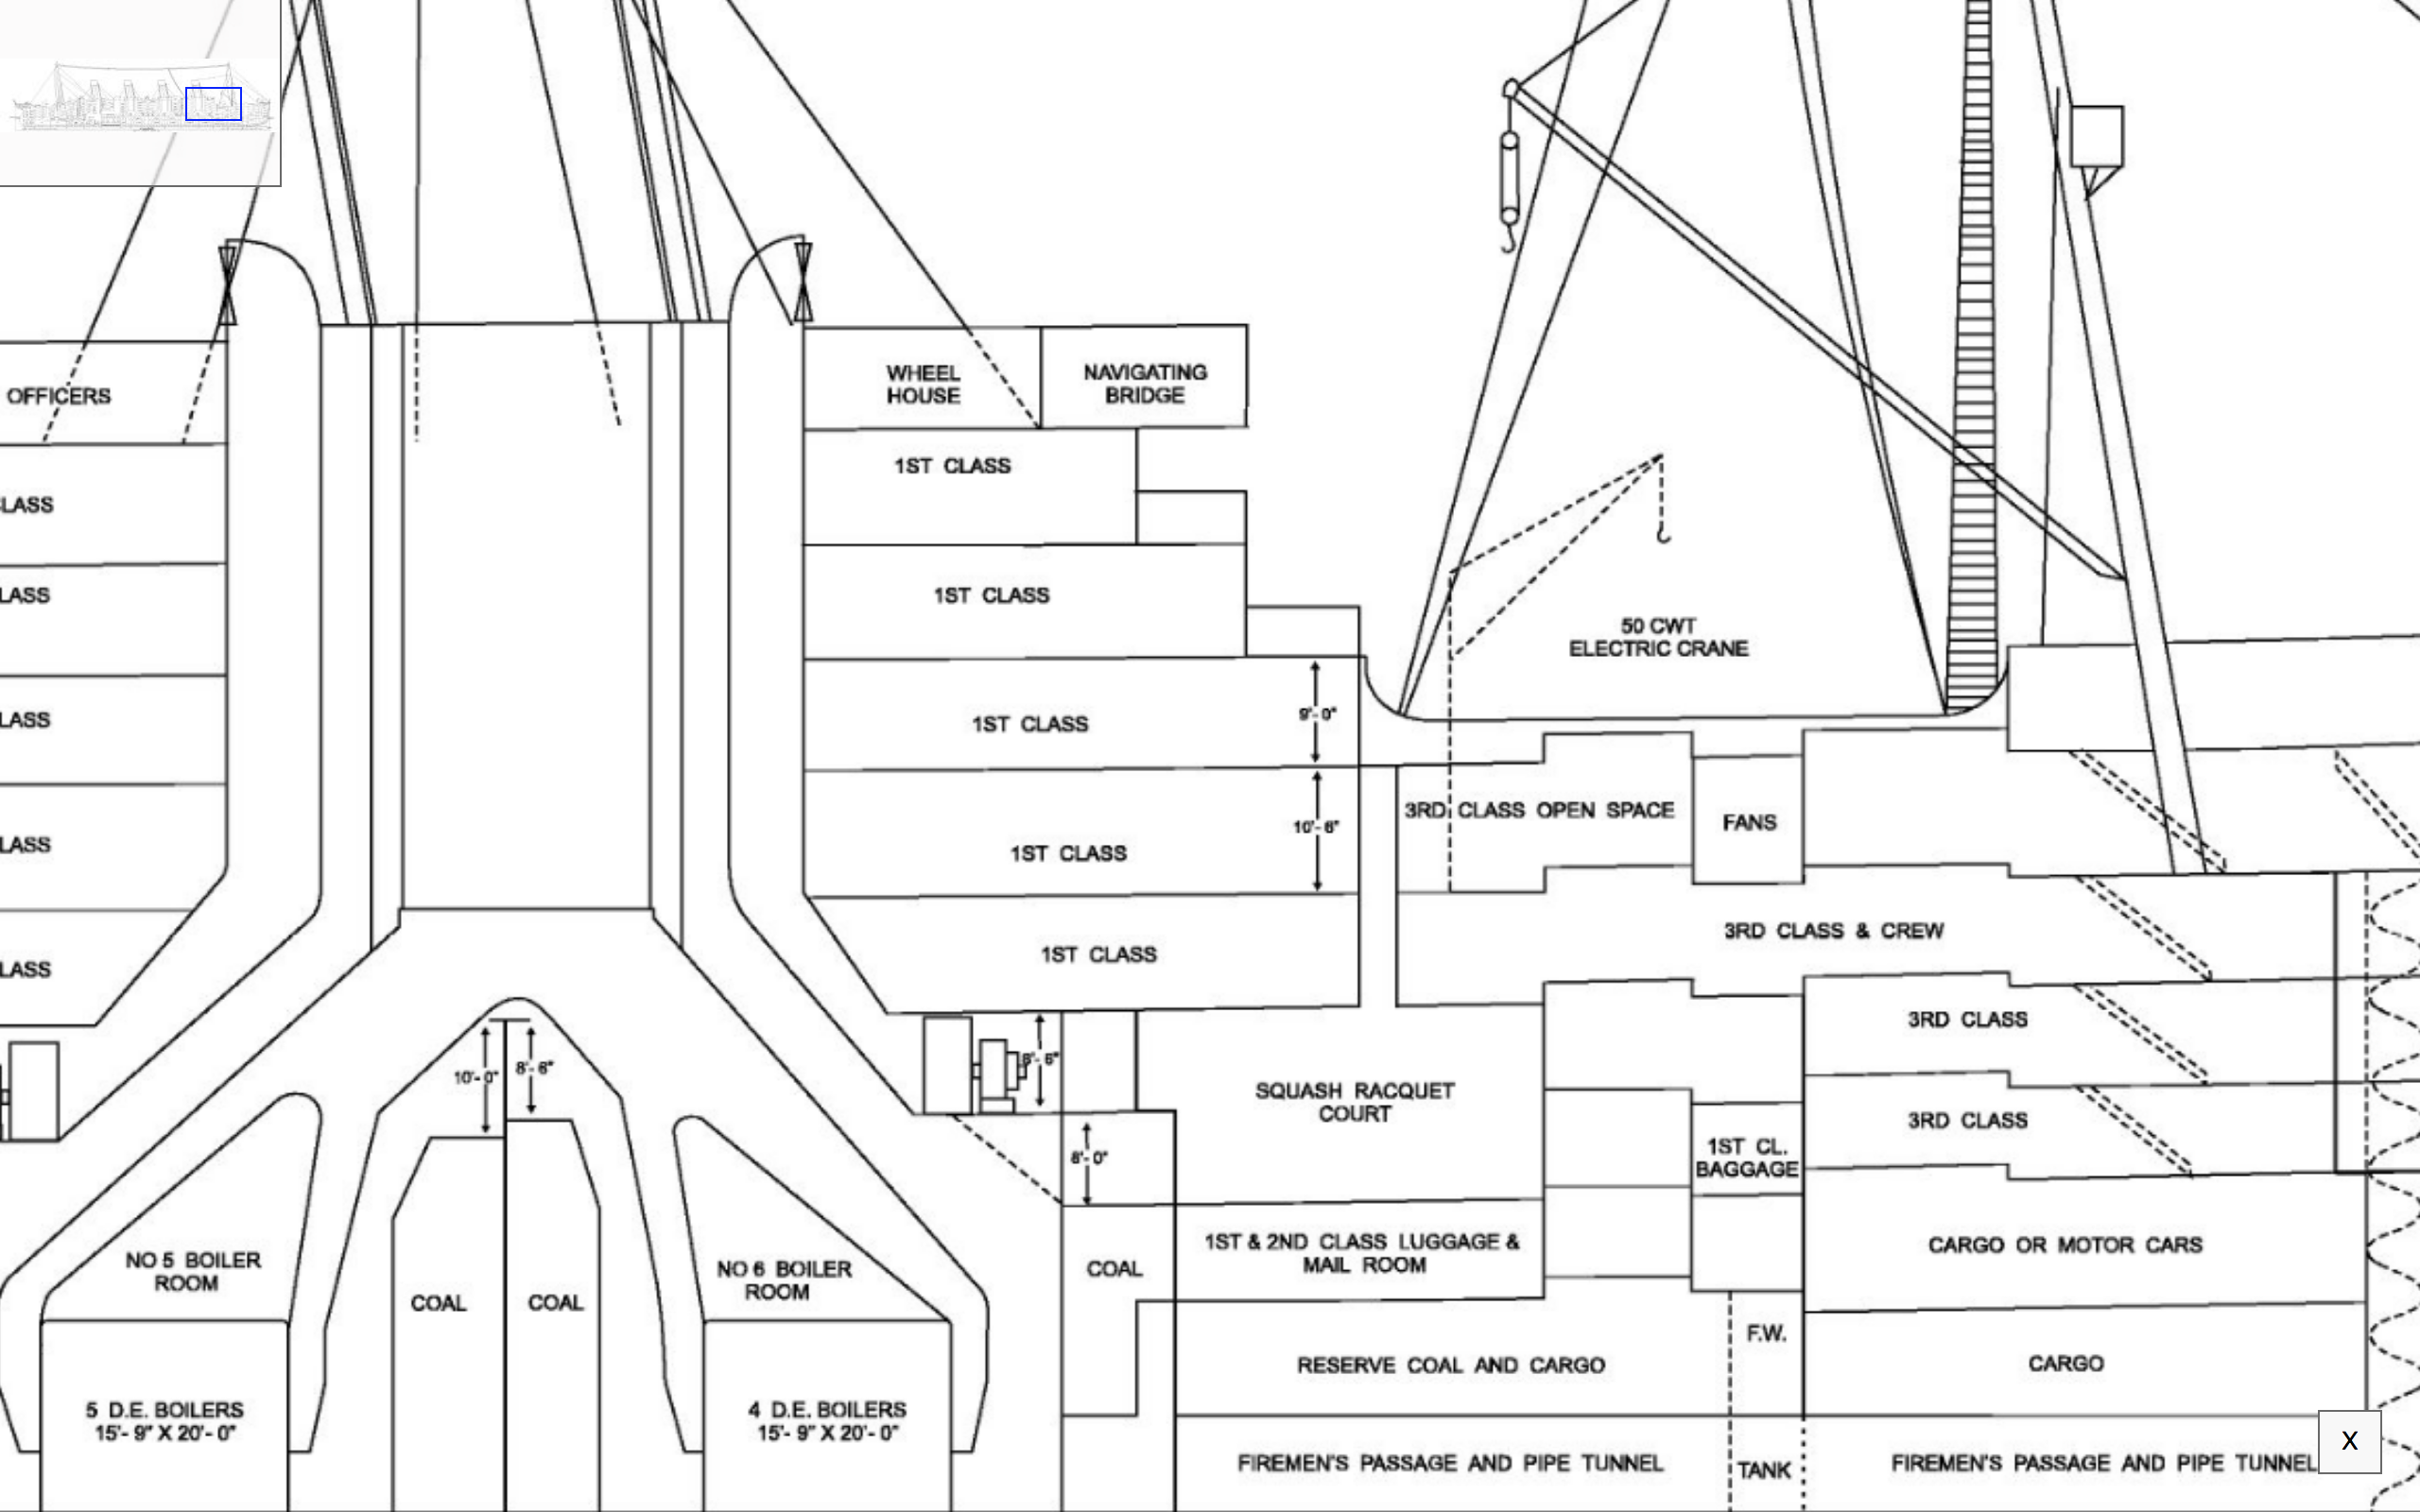 OFFICERS
WHEEL
HOUSE
NAVIGATING
BRIDGE
1ST CLASS
LASS
1ST CLASS
LASS
50 CWT
ELECTRIC CRANE
1ST CLASS
9'-0"
LASS
3RD CLASS OPEN SPACE
FANS
10'-6"
1ST CLASS
LASS
3RD CLASS & CREW
1ST CLASS
LASS
3RD CLASS
10'-0"
8'-6"
8'-6"
SQUASH RACQUET
COURT
3RD CLASS
8'-0"
1ST CL.
BAGGAGE
NO 5 BOILER
ROOM
NO 6 BOILER
ROOM
COAL
COAL
COAL
1ST & 2ND CLASS LUGGAGE &
MAIL ROOM
CARGO OR MOTOR CARS
F.W.
RESERVE COAL AND CARGO
CARGO
5 D.E. BOILERS
15'-9" X 20'-0"
4 D.E. BOILERS
15'-9" X 20'-0"
FIREMEN'S PASSAGE AND PIPE TUNNEL
TANK
FIREMEN'S PASSAGE AND PIPE TUNNEL
X